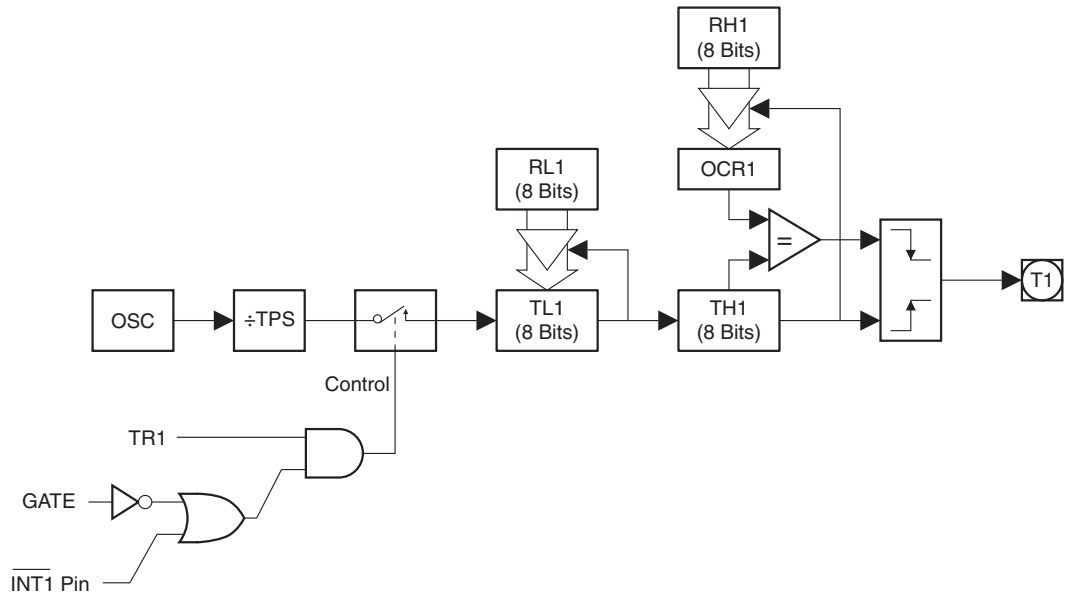 RH1
(8 Bits)
RL1
(8 Bits)
OCR1
=
OSC
÷TPS
TL1
(8 Bits)
TH1
(8 Bits)
T1
Control
TR1
GATE
I̅N̅T̅1̅ Pin